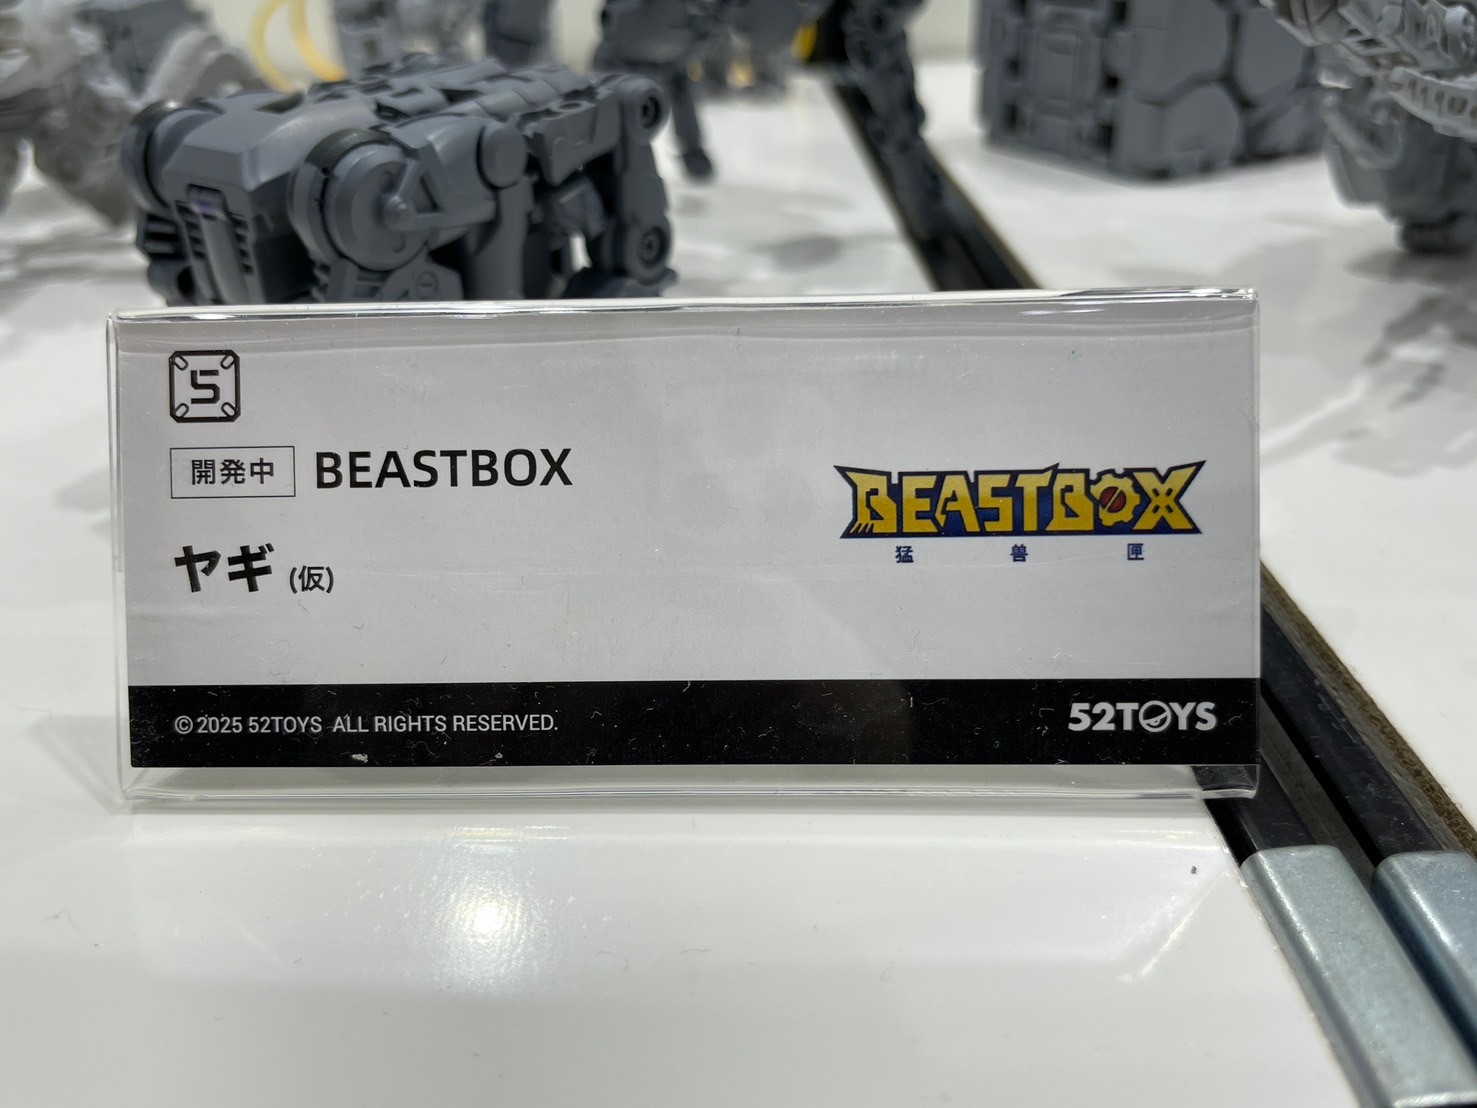 5
開発中 BEASTBOX
ヤギ (仮)
BEASTBOX
猛 兽 匣
©2025 52TOYS ALL RIGHTS RESERVED.
52TOYS